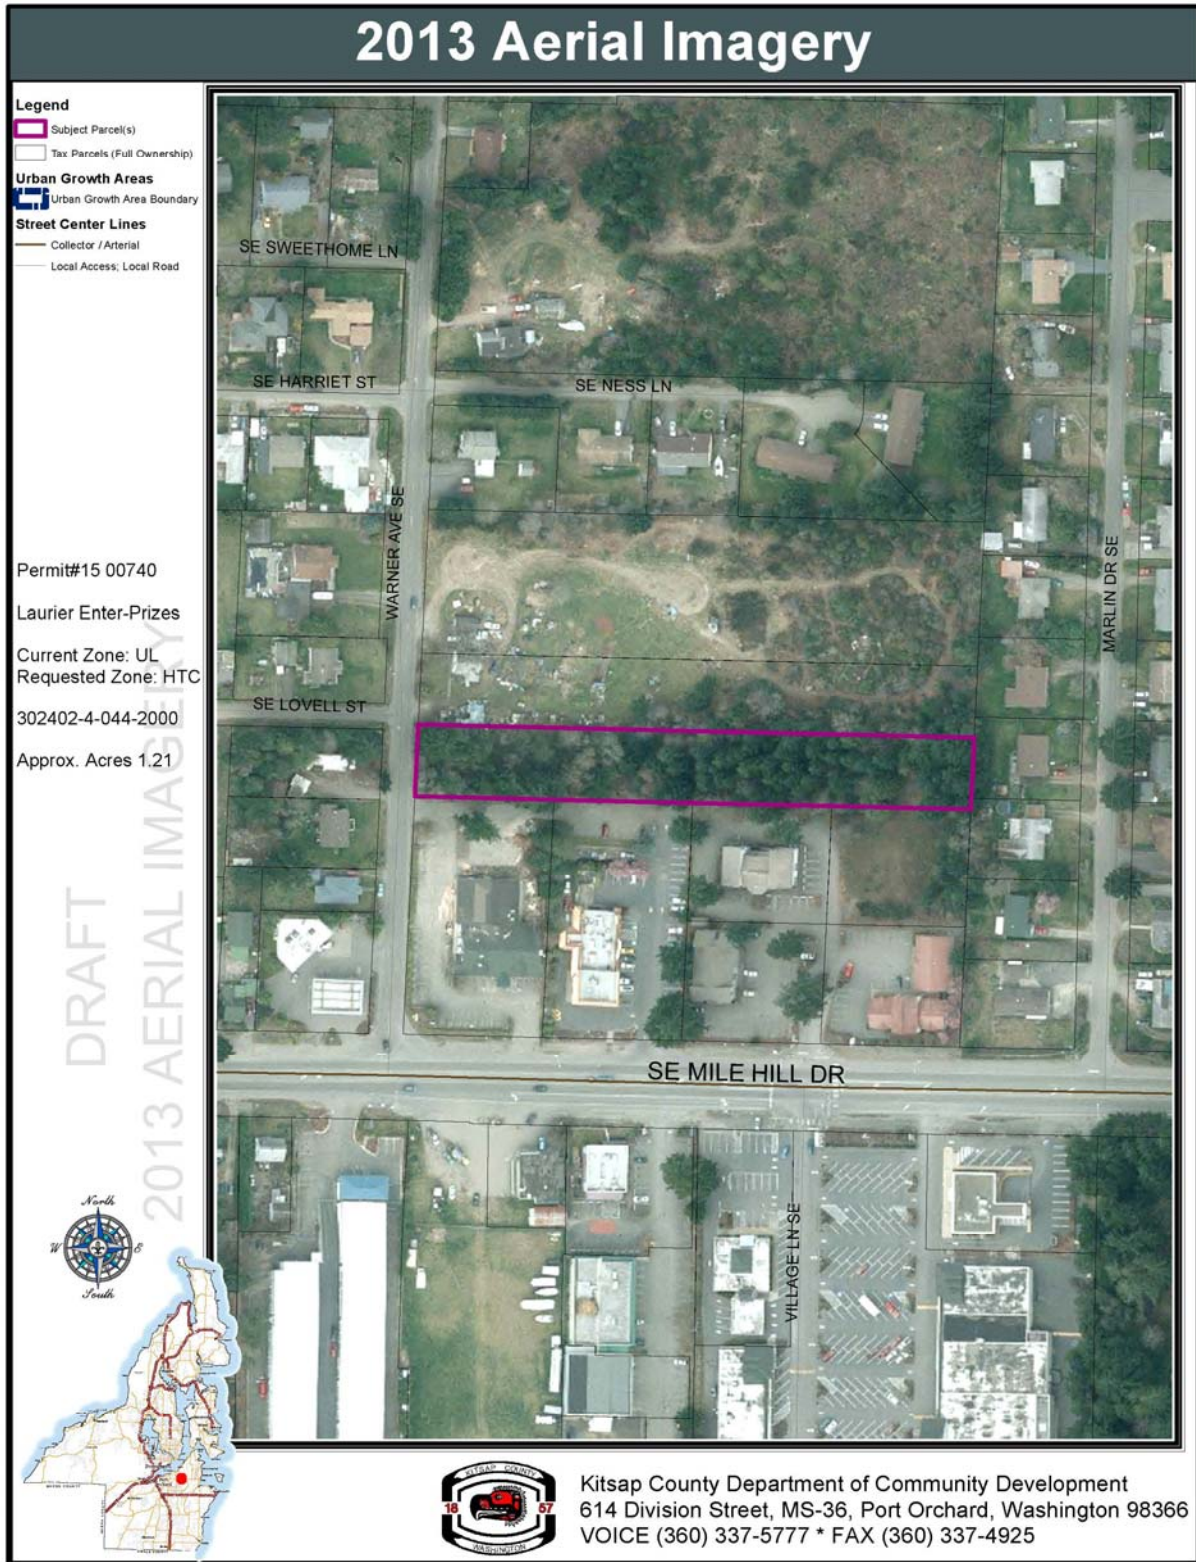 2013 Aerial Imagery
Legend
Subject Parcel(s)
Tax Parcels (Full Ownership)
Urban Growth Areas
Urban Growth Area Boundary
Street Center Lines
Collector / Arterial
Local Access; Local Road
Permit#15 00740
Laurier Enter-Prizes
Current Zone: UL
Requested Zone: HTC
302402-4-044-2000
Approx. Acres 1.21
DRAFT
2013 AERIAL IMAGERY
SE SWEETHOME LN
SE HARRIET ST
SE NESS LN
WARNER AVE SE
MARLIN DR SE
SE LOVELL ST
SE MILE HILL DR
VILLAGE LN SE
North
W
E
South
KITSAP COUNTY
18 57
WASHINGTON
Kitsap County Department of Community Development
614 Division Street, MS-36, Port Orchard, Washington 98366
VOICE (360) 337-5777 * FAX (360) 337-4925